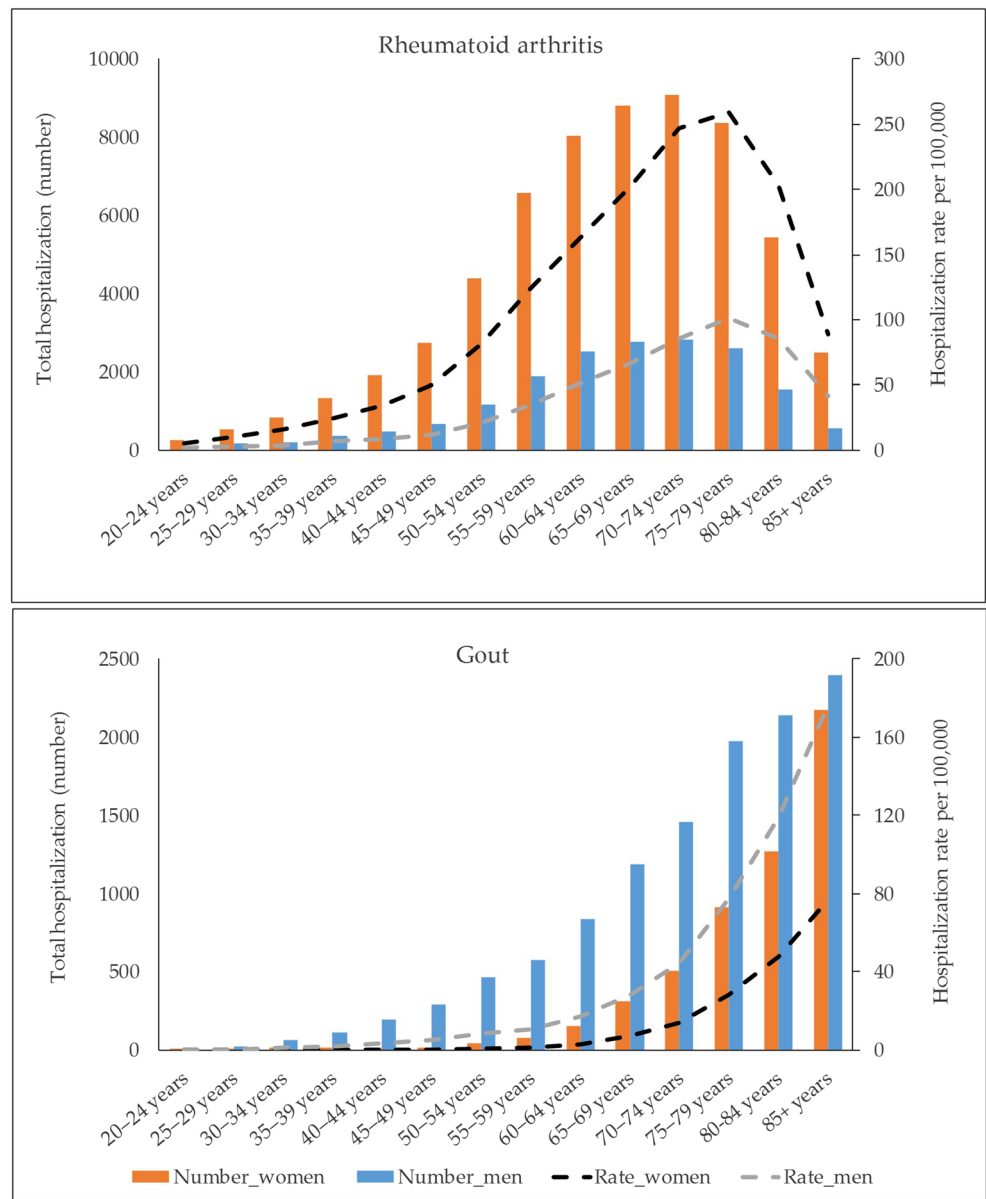 Rheumatoid arthritis
Total hospitalization (number)
10000
8000
6000
4000
2000
0
300
250
200
150
100
50
0
Hospitalization rate per 100,000
20–24 years
25–29 years
30–34 years
35–39 years
40–44 years
45–49 years
50–54 years
55–59 years
60–64 years
65–69 years
70–74 years
75–79 years
80-84 years
85+ years
Gout
Total hospitalization (number)
2500
2000
1500
1000
500
0
200
160
120
80
40
0
Hospitalization rate per 100,000
20–24 years
25–29 years
30–34 years
35–39 years
40–44 years
45–49 years
50–54 years
55–59 years
60–64 years
65–69 years
70–74 years
75–79 years
80-84 years
85+ years
Number_women Number_men Rate_women Rate_men